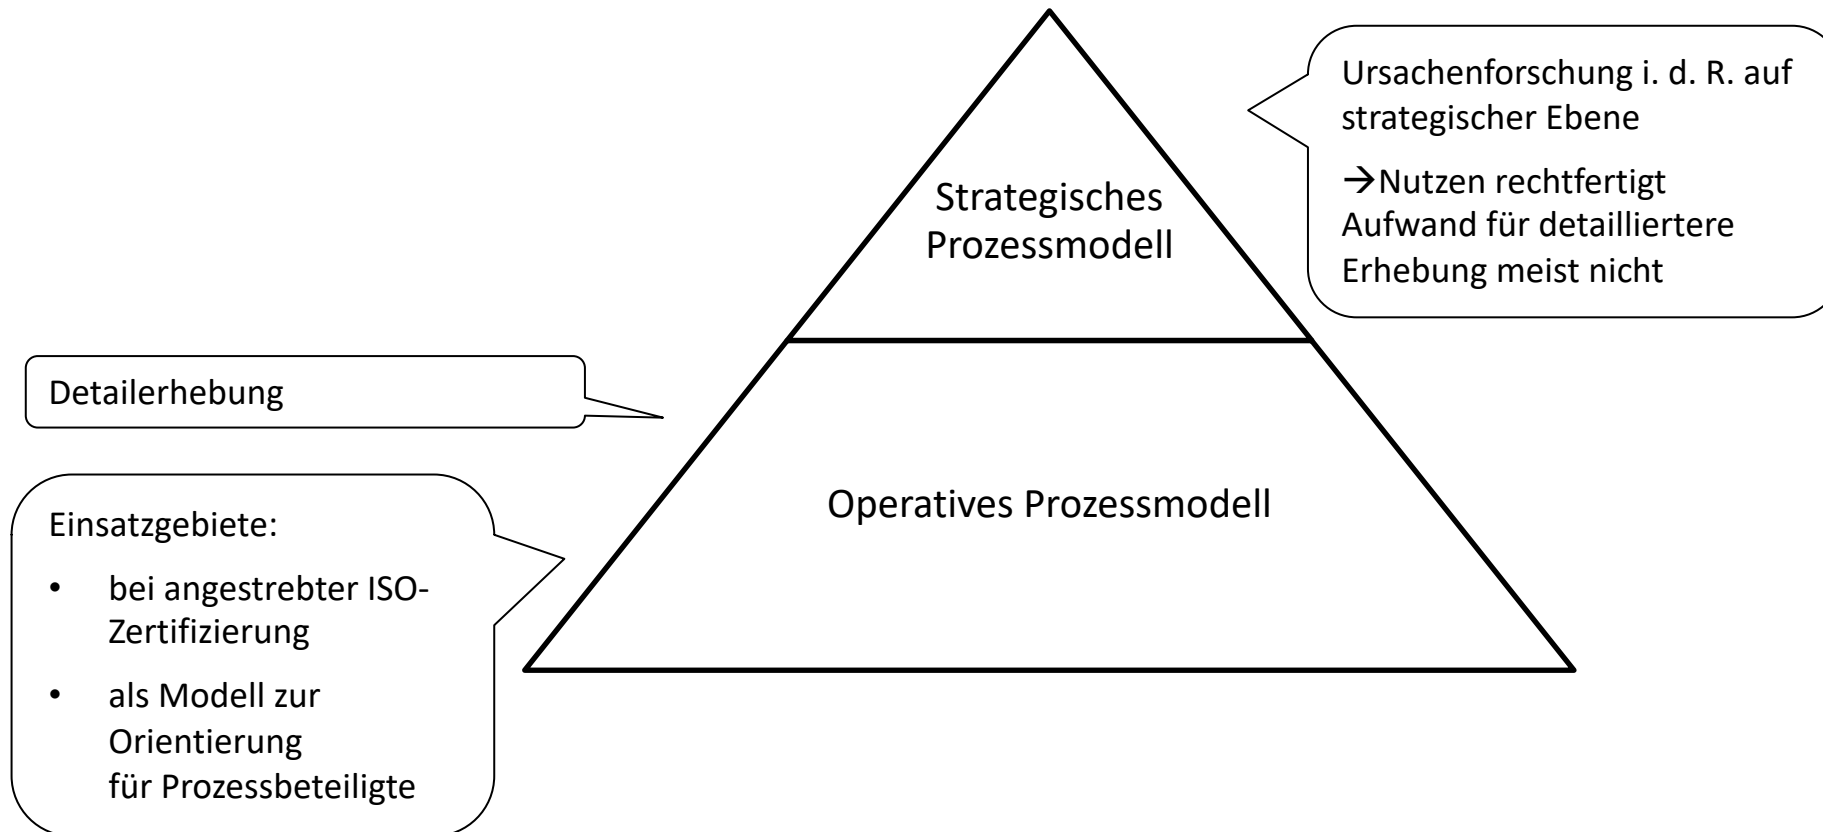 Ursachenforschung i. d. R. auf
strategischer Ebene
→Nutzen rechtfertigt
Aufwand für detailliertere
Erhebung meist nicht
Strategisches
Prozessmodell
Detailerhebung
Operatives Prozessmodell
Einsatzgebiete:
• bei angestrebter ISO-
Zertifizierung
• als Modell zur
Orientierung
für Prozessbeteiligte